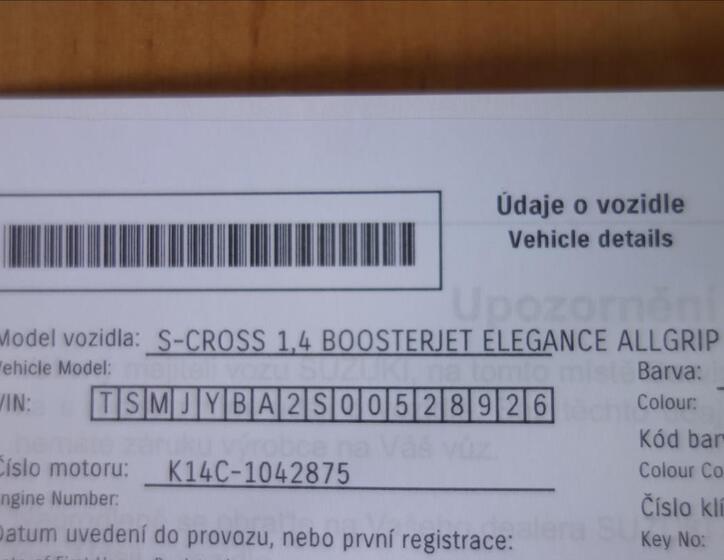 Údaje o vozidle
Vehicle details
Upozornění
Model vozidla: S-CROSS 1,4 BOOSTERJET ELEGANCE ALLGRIP
Vehicle Model:
Barva:
VIN: TSMJYBA2S00528926
Colour:
Kód barv
Číslo motoru: K14C-1042875
Colour Co
Engine Number:
Číslo klí
Datum uvedení do provozu, nebo první registrace:
Key No: